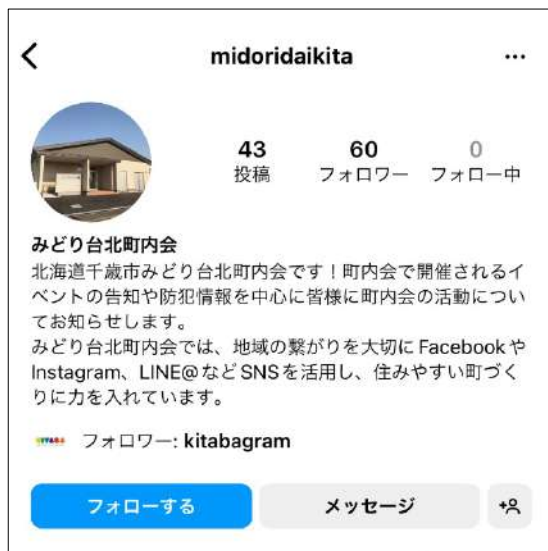 midoridaikita
43
60
0
投稿
フォロワー
フォロー中
みどり台北町内会
北海道千歳市みどり台北町内会です！町内会で開催されるイ
ベントの告知や防犯情報を中心に皆様に町内会の活動につい
てお知らせします。
みどり台北町内会では、地域の繋がりを大切にFacebookや
Instagram、LINE@などSNSを活用し、住みやすい町づく
りに力を入れています。
フォロワー: kitabagram
フォローする
メッセージ